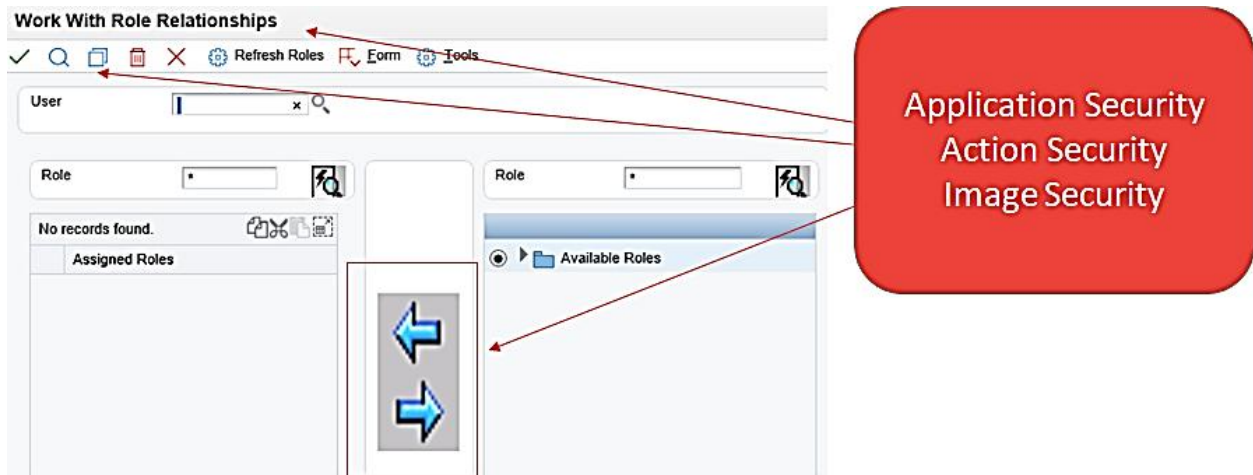 Work With Role Relationships
Refresh Roles Form Tools
User
Role *
Role *
No records found.
Assigned Roles
Available Roles
Application Security
Action Security
Image Security